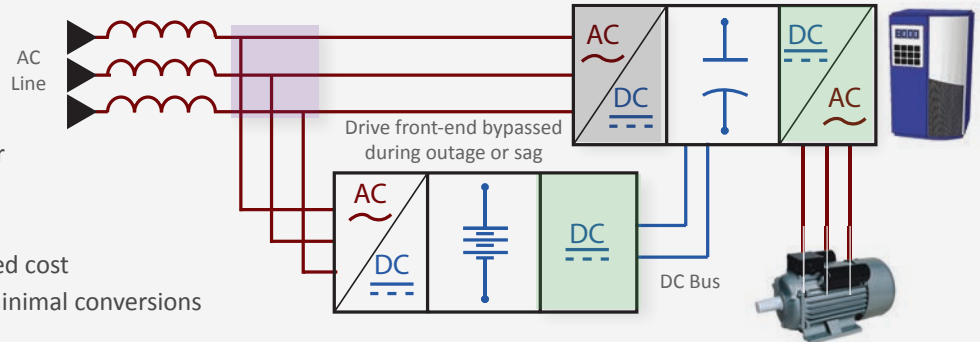 AC
Line
AC
DC
DC
AC
Drive front-end bypassed
during outage or sag
AC
DC
DC
DC Bus
ed cost
inimal conversions